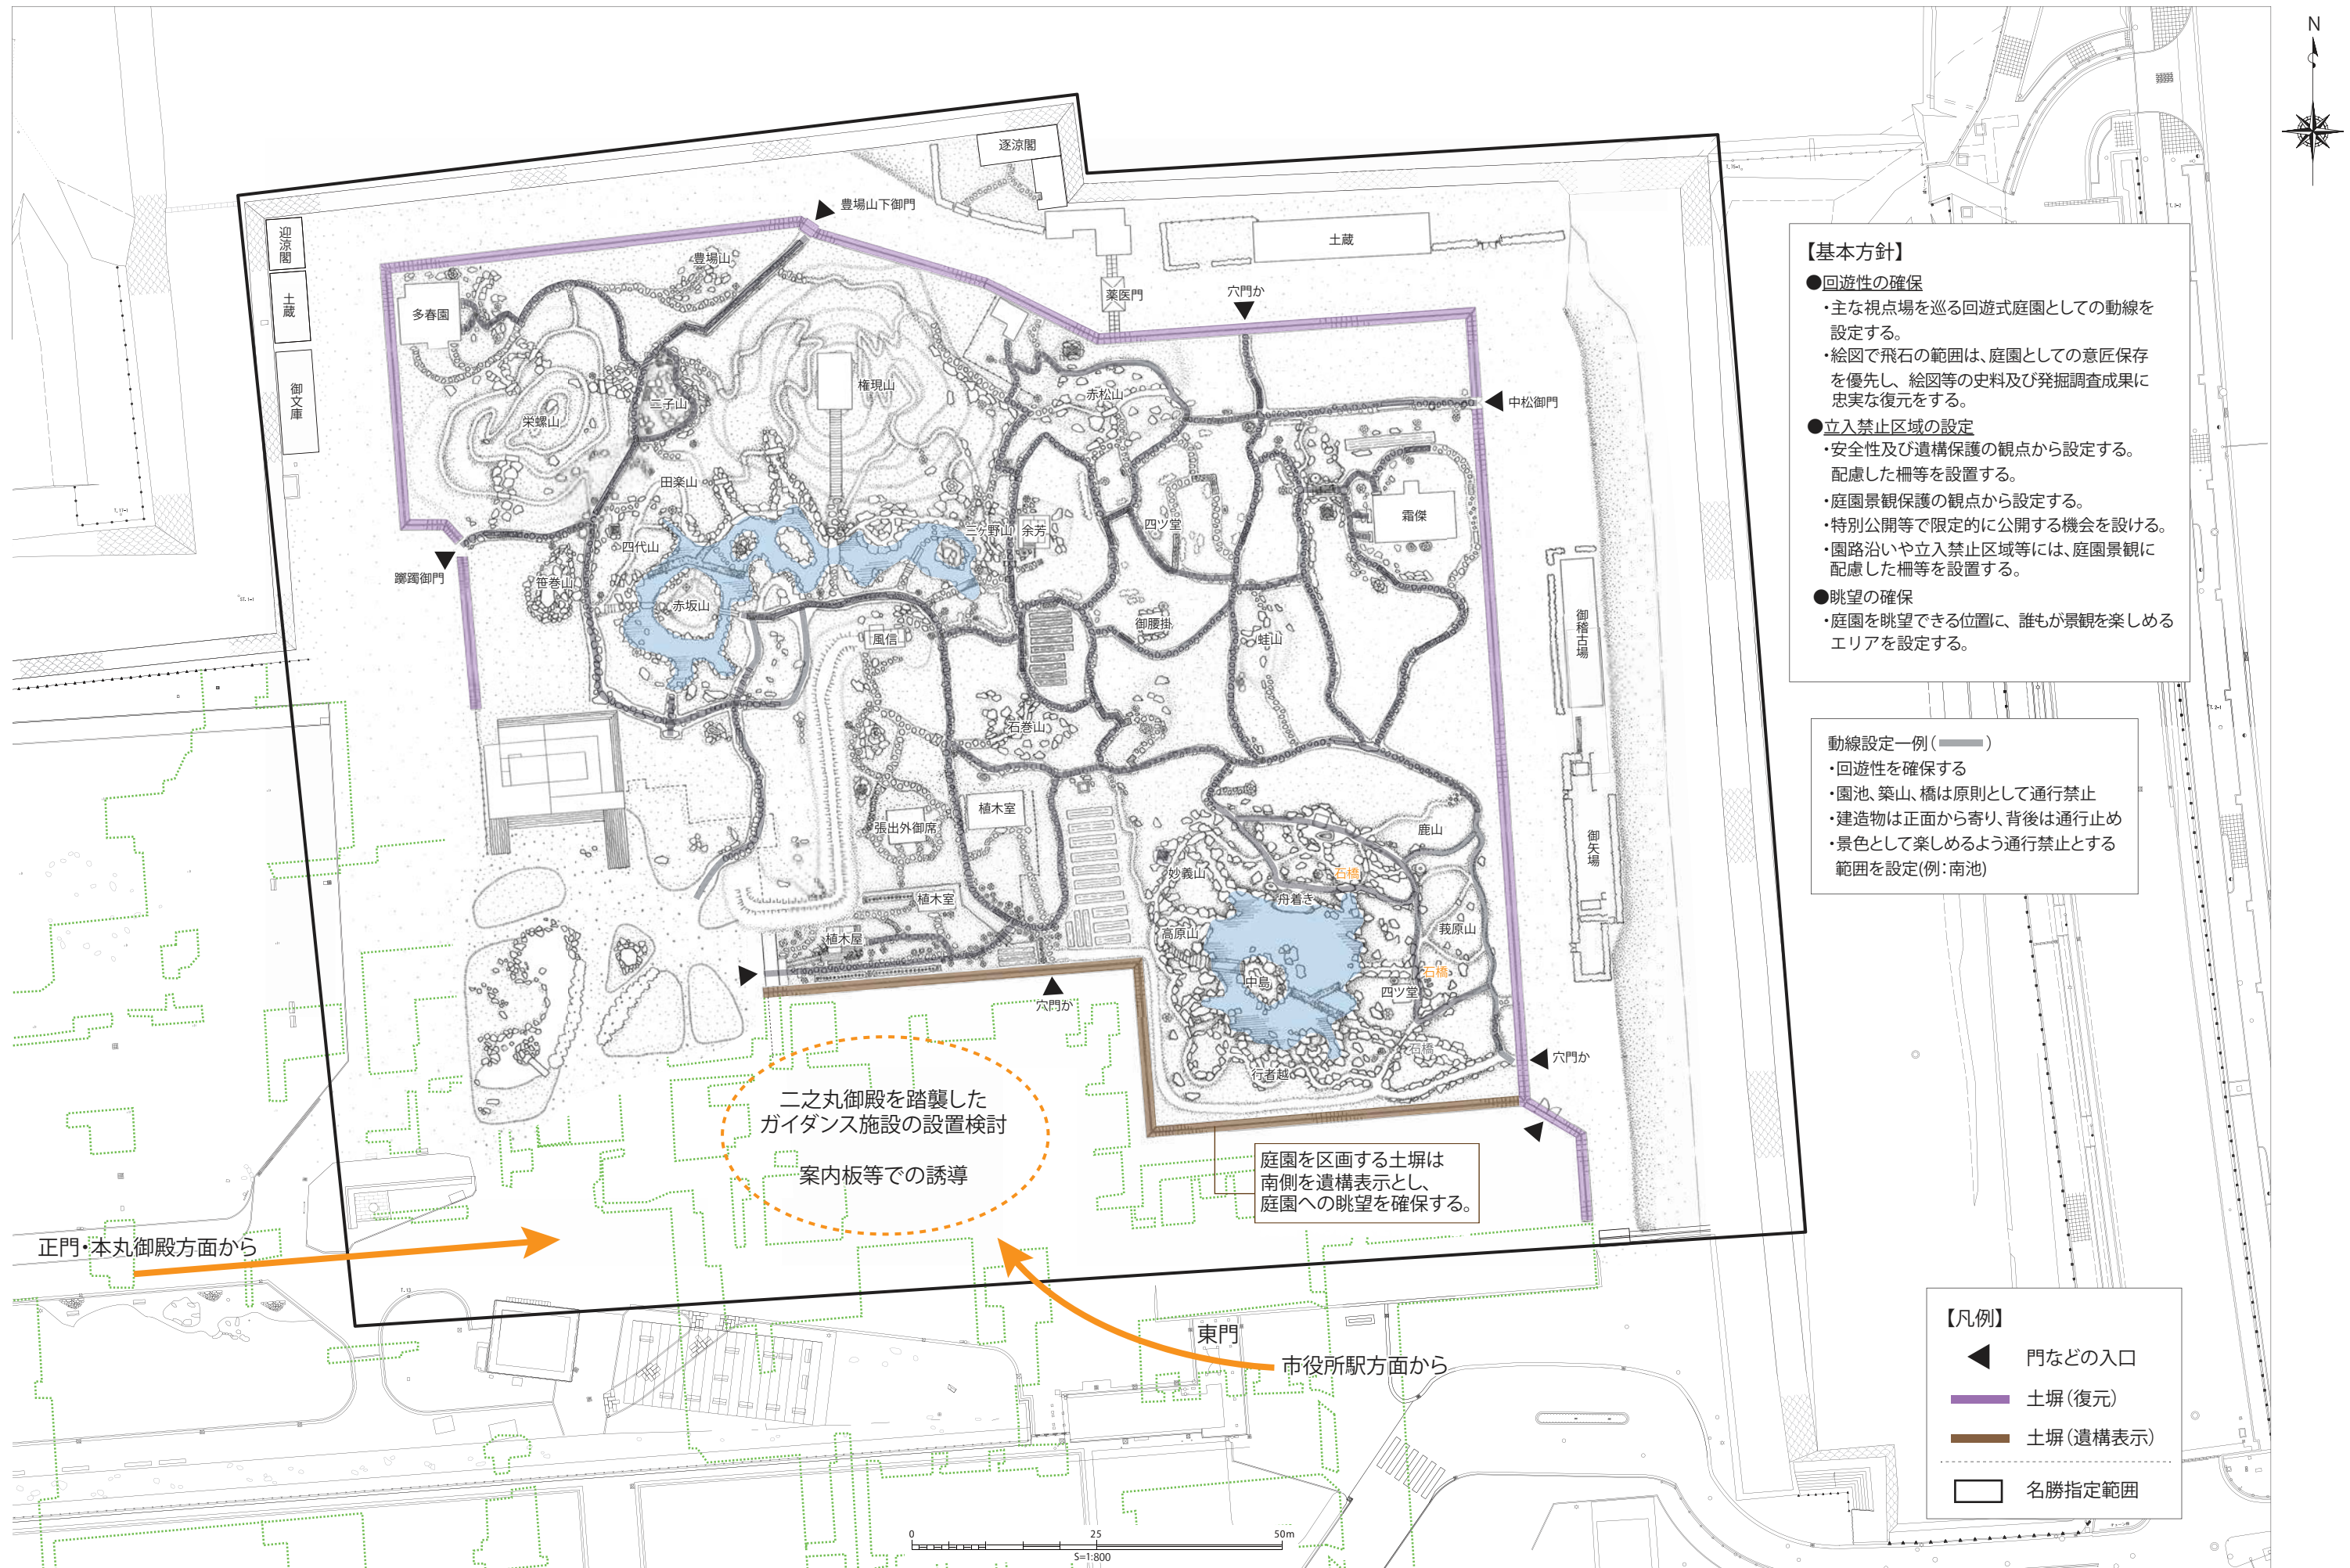 N
逐涼閣
迎涼閣
土蔵
御文庫
豊場山下御門
土蔵
豊場山
薬医門
穴門か
多春園
権現山
赤松山
中松御門
二子山
栄螺山
田楽山
霜傑
四ツ堂
三ケ野山
余芳
四代山
躑躅御門
笹巻山
赤坂山
風信
御腰掛
蛙山
御稽古場
石巻山
植木室
張出外御席
鹿山
御矢場
妙義山
石橋
植木室
舟着き
莪原山
高原山
植木屋
石橋
中島
四ツ堂
穴門か
石橋
穴門か
行者越
二之丸御殿を踏襲した
ガイダンス施設の設置検討
案内板等での誘導
庭園を区画する土塀は
南側を遺構表示とし、
庭園への眺望を確保する。
正門・本丸御殿方面から
東門
市役所駅方面から
【基本方針】
●回遊性の確保
・主な視点場を巡る回遊式庭園としての動線を
設定する。
・絵図で飛石の範囲は、庭園としての意匠保存
を優先し、絵図等の史料及び発掘調査成果に
忠実な復元をする。
●立入禁止区域の設定
・安全性及び遺構保護の観点から設定する。
配慮した柵等を設置する。
・庭園景観保護の観点から設定する。
・特別公開等で限定的に公開する機会を設ける。
・園路沿いや立入禁止区域等には、庭園景観に
配慮した柵等を設置する。
●眺望の確保
・庭園を眺望できる位置に、誰もが景観を楽しめる
エリアを設定する。
動線設定一例( )
・回遊性を確保する
・園池、築山、橋は原則として通行禁止
・建造物は正面から寄り、背後は通行止め
・景色として楽しめるよう通行禁止とする
範囲を設定(例：南池)
【凡例】
門などの入口
土塀（復元）
土塀（遺構表示）
名勝指定範囲
0 25 50m
S=1:800